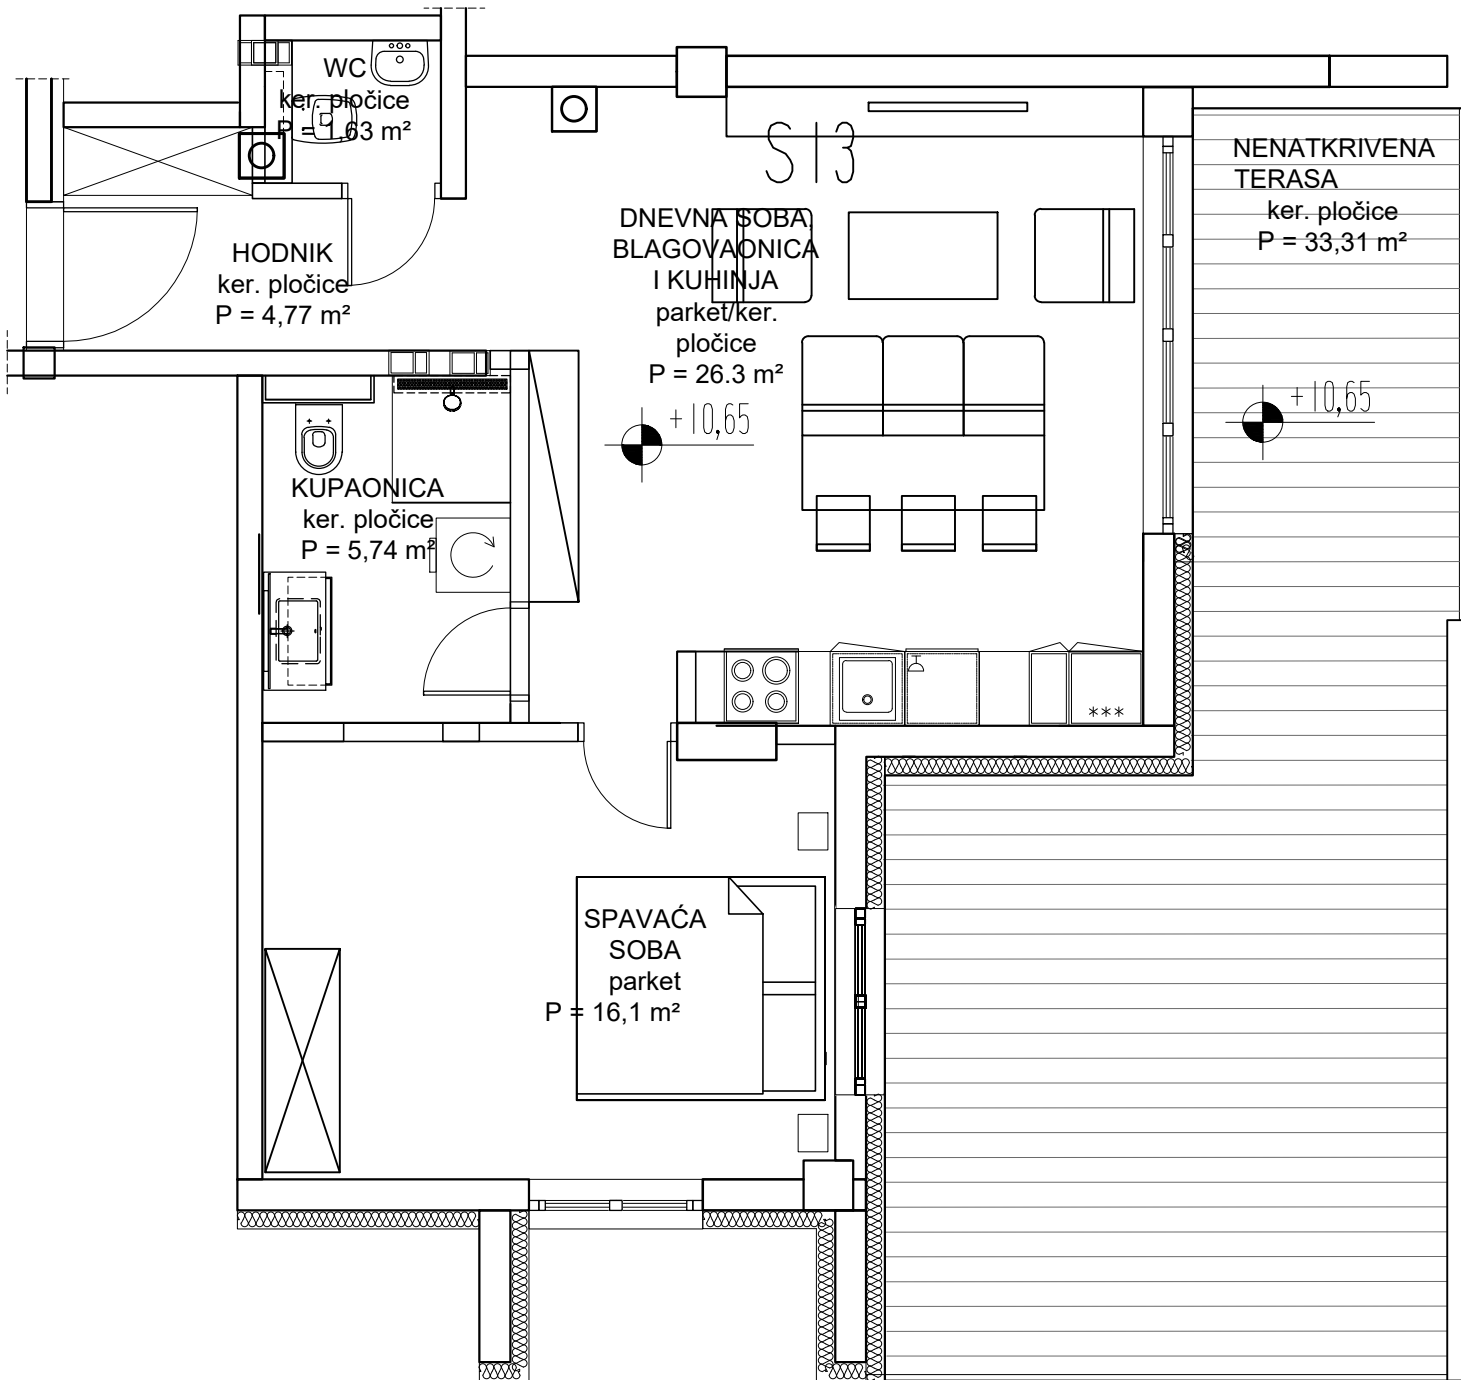 WC
ker. pločice
P = 1,63 m²
S13
NENATKRIVENA
TERASA
ker. pločice
P = 33,31 m²
HODNIK
ker. pločice
P = 4,77 m²
DNEVNA SOBA,
BLAGOVAONICA
I KUHINJA
parket/ker.
pločice
P = 26.3 m²
+10,65
+10,65
KUPAONICA
ker. pločice
P = 5,74 m²
***
SPAVAĆA
SOBA
parket
P = 16,1 m²